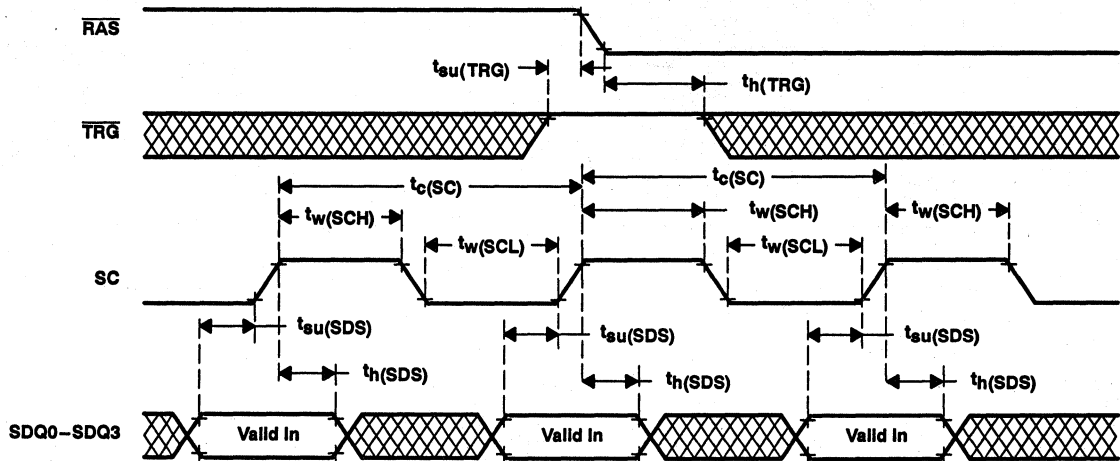 RAS
tsu(TRG)
th(TRG)
TRG
tc(SC)
tc(SC)
tw(SCH)
tw(SCH)
tw(SCH)
tw(SCL)
tw(SCL)
SC
tsu(SDS)
tsu(SDS)
tsu(SDS)
th(SDS)
th(SDS)
th(SDS)
SDQ0–SDQ3
Valid In
Valid In
Valid In